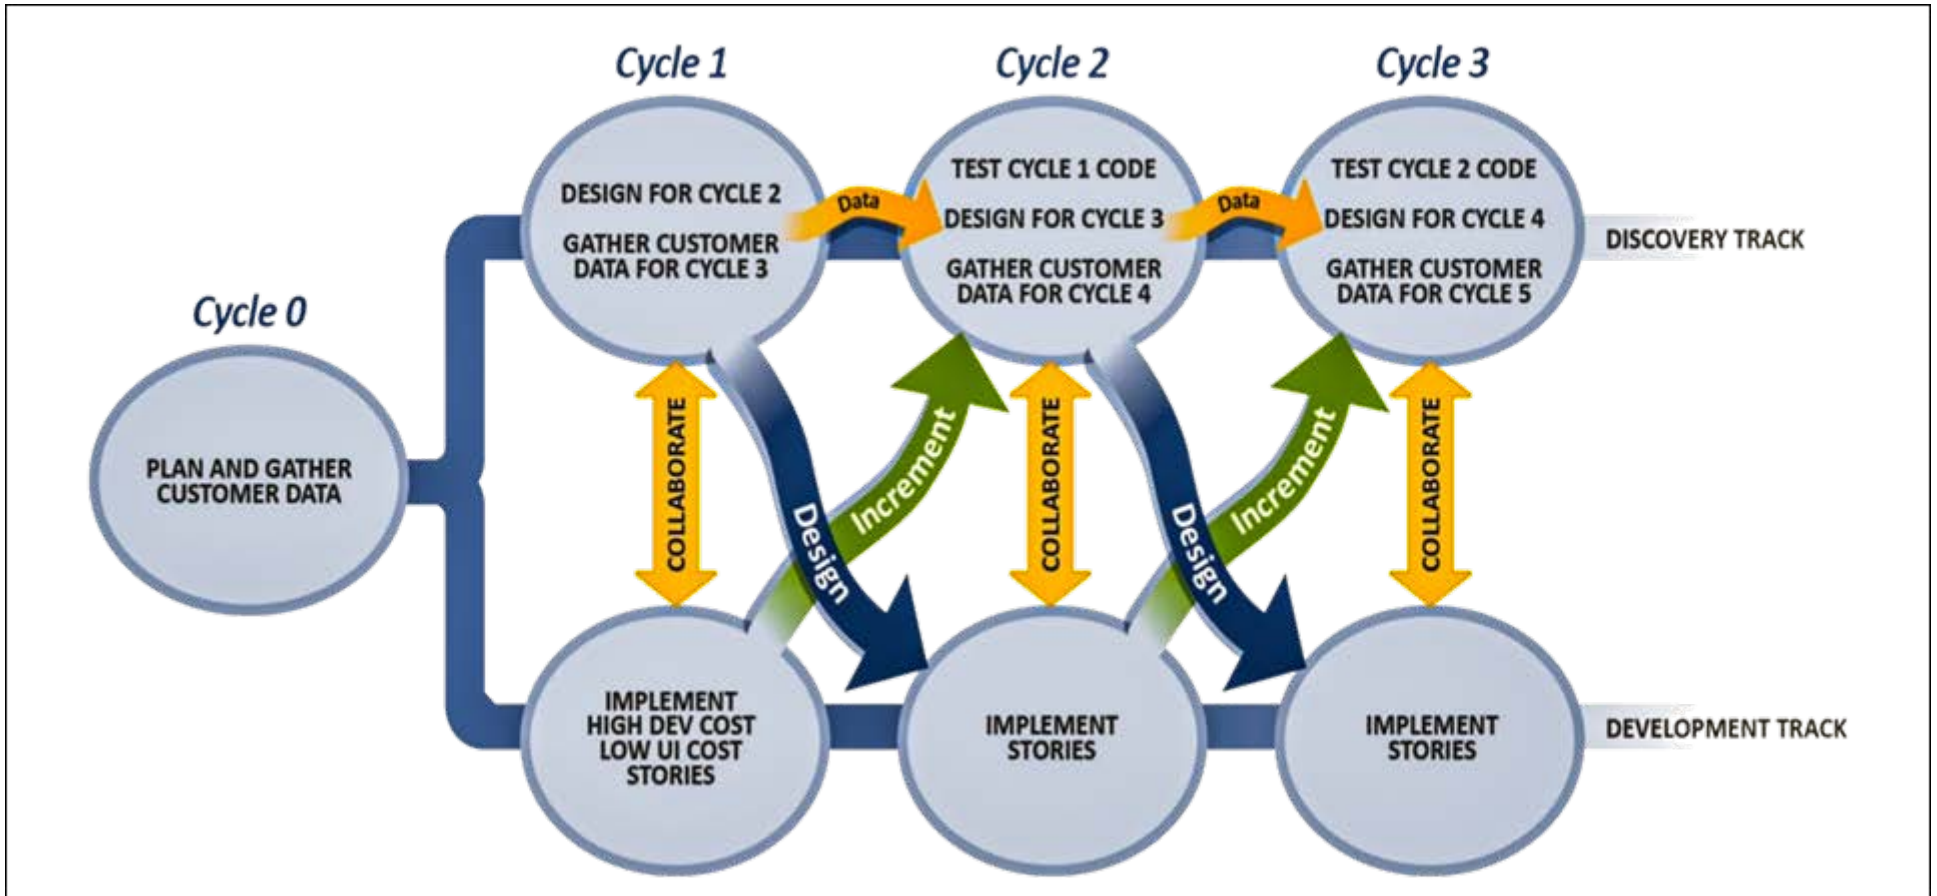 Cycle 1
Cycle 2
Cycle 3
DESIGN FOR CYCLE 2
GATHER CUSTOMER
DATA FOR CYCLE 3
Data
TEST CYCLE 1 CODE
DESIGN FOR CYCLE 3
GATHER CUSTOMER
DATA FOR CYCLE 4
Data
TEST CYCLE 2 CODE
DESIGN FOR CYCLE 4
GATHER CUSTOMER
DATA FOR CYCLE 5
DISCOVERY TRACK
Cycle 0
PLAN AND GATHER
CUSTOMER DATA
COLLABORATE
Design
Increment
COLLABORATE
Design
Increment
COLLABORATE
IMPLEMENT
HIGH DEV COST
LOW UI COST
STORIES
IMPLEMENT
STORIES
IMPLEMENT
STORIES
DEVELOPMENT TRACK